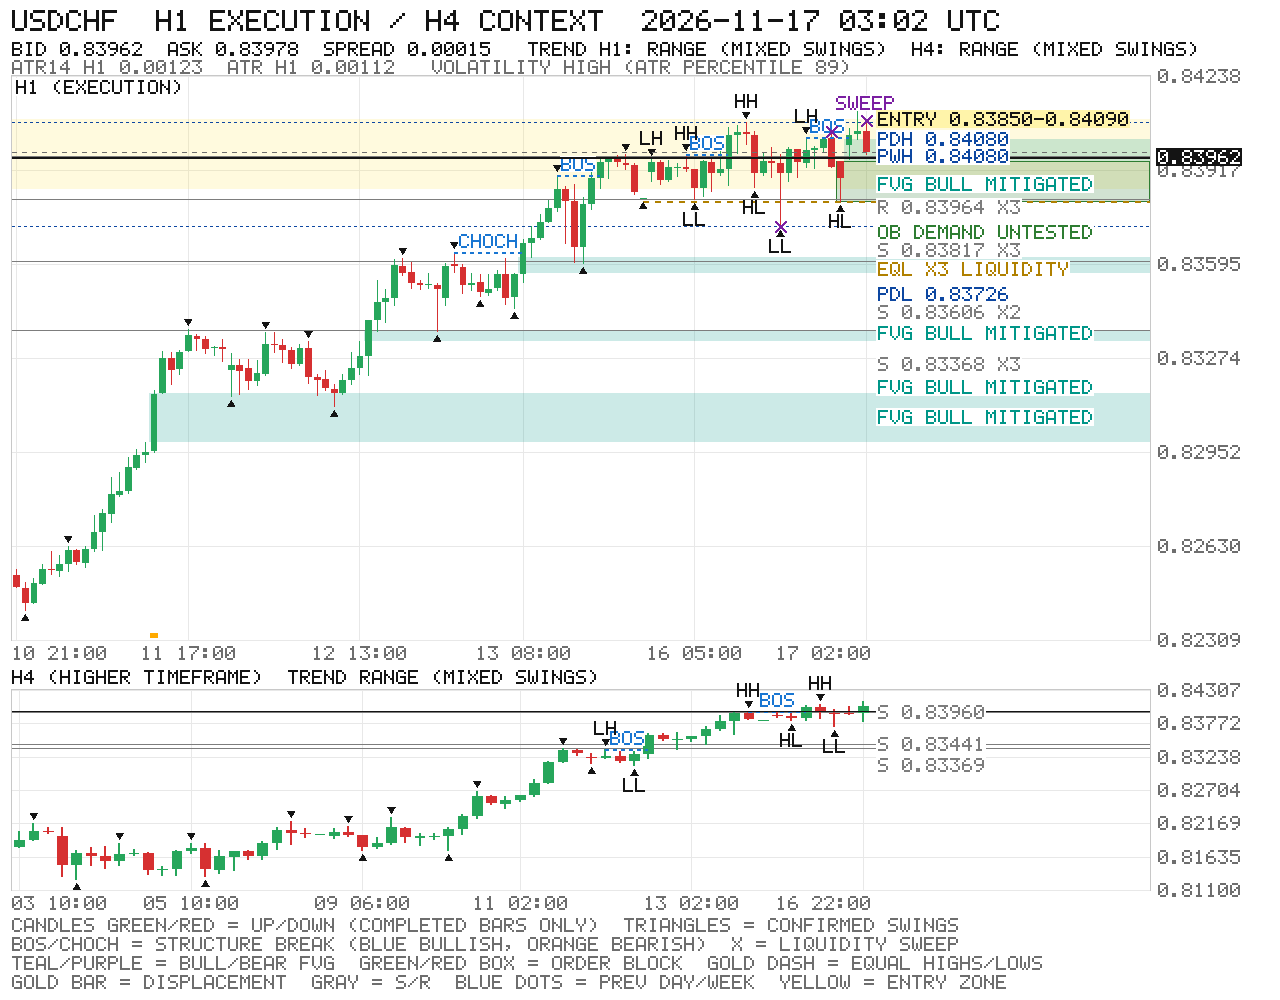 USDCHF H1 EXECUTION / H4 CONTEXT 2026-11-17 03:02 UTC
BID 0.83962 ASK 0.83978 SPREAD 0.00015 TREND H1: RANGE (MIXED SWINGS) H4: RANGE (MIXED SWINGS)
ATR14 H1 0.00123 ATR H1 0.00112 VOLATILITY HIGH (ATR PERCENTILE 89)
H1 (EXECUTION)
0.84238
SWEEP
HH
LH
BOS
ENTRY 0.83850-0.84090
LH
HH
BOS
PDH 0.84080
BOS
PWH 0.84080
0.83962
0.83917
FVG BULL MITIGATED
R 0.83964 X3
LL
HL
HL
OB DEMAND UNTESTED
CHOCH
LL
S 0.83817 X3
0.83595
EQL X3 LIQUIDITY
PDL 0.83726
S 0.83606 X2
FVG BULL MITIGATED
0.83274
S 0.83368 X3
FVG BULL MITIGATED
FVG BULL MITIGATED
0.82952
0.82630
0.82309
10 21:00 11 17:00 12 13:00 13 08:00 16 05:00 17 02:00
H4 (HIGHER TIMEFRAME) TREND RANGE (MIXED SWINGS)
HH
HH
BOS
0.84307
S 0.83960
0.83772
LH
BOS
HL
LL
S 0.83441
0.83238
S 0.83369
LL
0.82704
0.82169
0.81635
0.81100
03 10:00 05 10:00 09 06:00 11 02:00 13 02:00 16 22:00
CANDLES GREEN/RED = UP/DOWN (COMPLETED BARS ONLY) TRIANGLES = CONFIRMED SWINGS
BOS/CHOCH = STRUCTURE BREAK (BLUE BULLISH, ORANGE BEARISH) X = LIQUIDITY SWEEP
TEAL/PURPLE = BULL/BEAR FVG GREEN/RED BOX = ORDER BLOCK GOLD DASH = EQUAL HIGHS/LOWS
GOLD BAR = DISPLACEMENT GRAY = S/R BLUE DOTS = PREV DAY/WEEK YELLOW = ENTRY ZONE